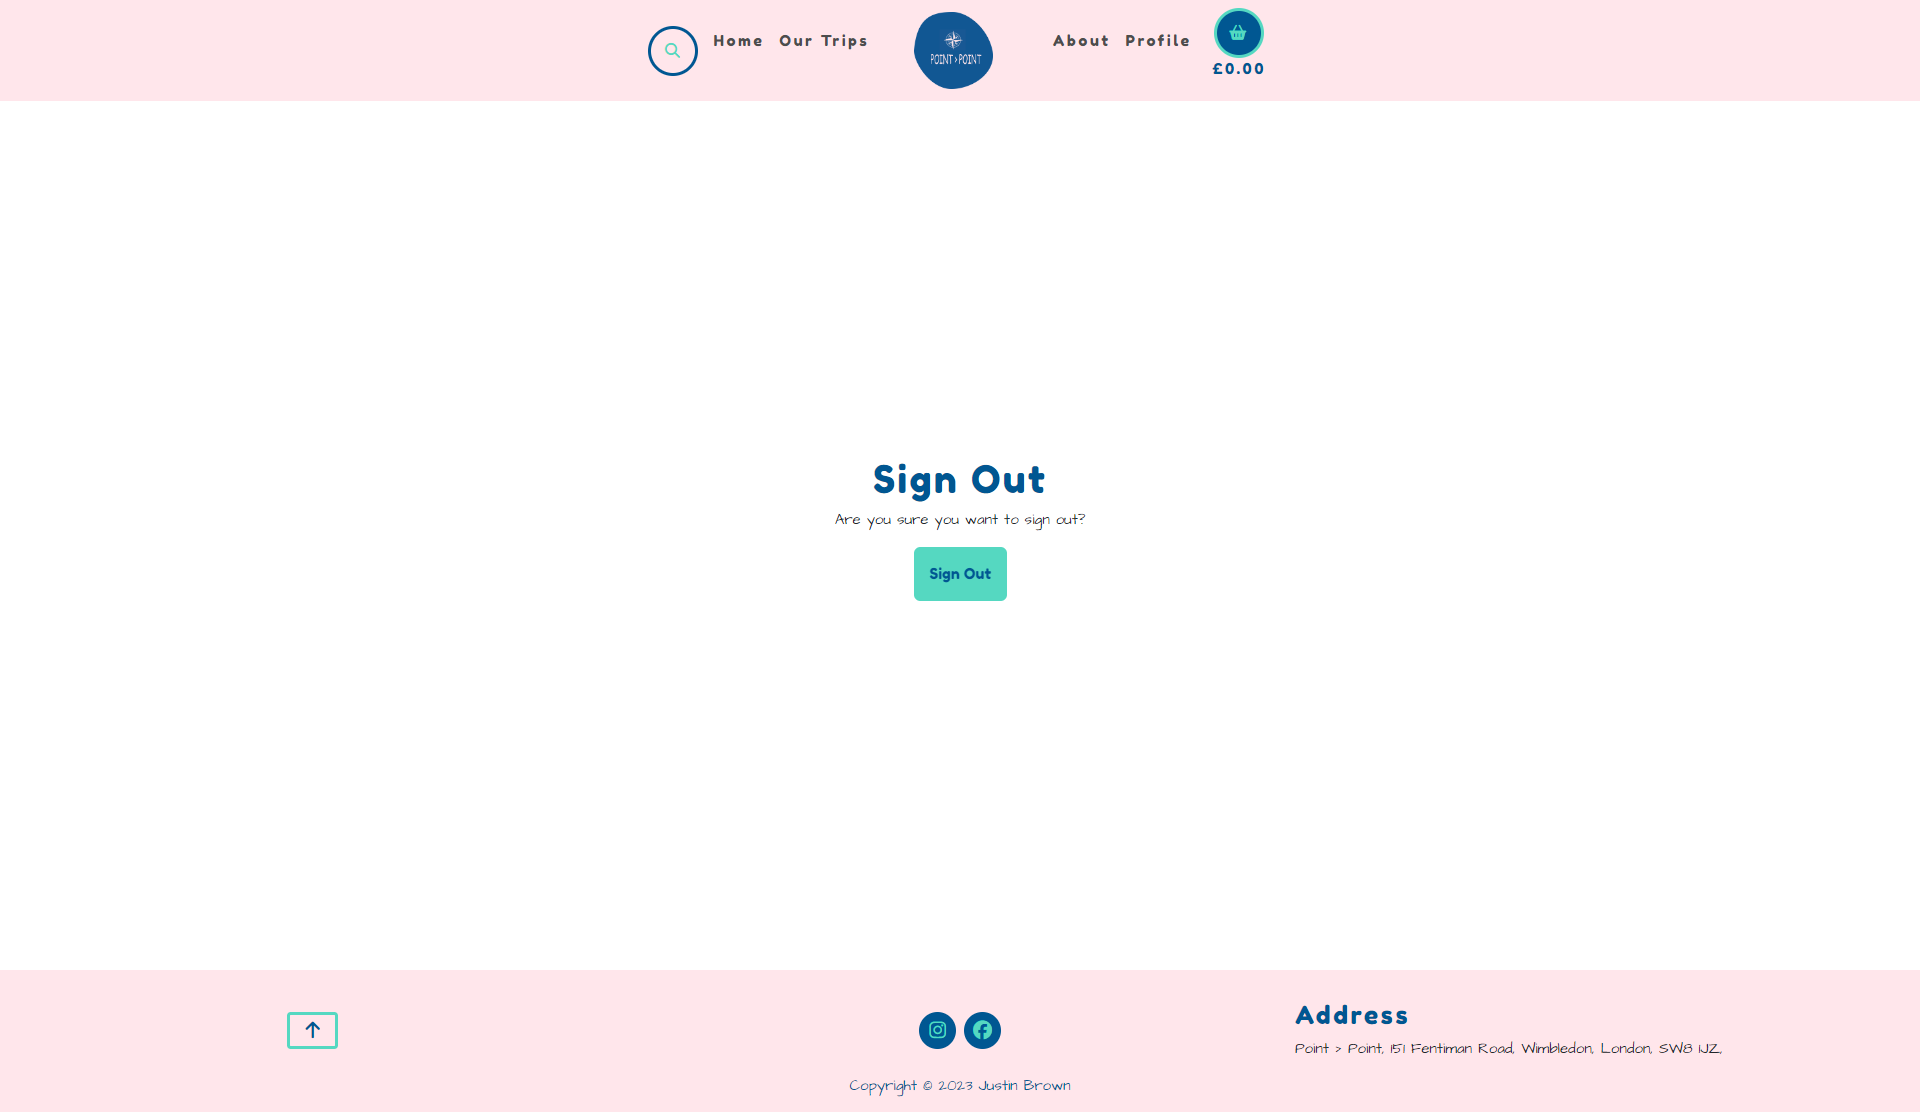 Home Our Trips
POINT > POINT
About Profile
£0.00
Sign Out
Are you sure you want to sign out?
Sign Out
Address
Point > Point, 151 Fentiman Road, Wimbledon, London, SW8 1JZ,
Copyright © 2023 Justin Brown